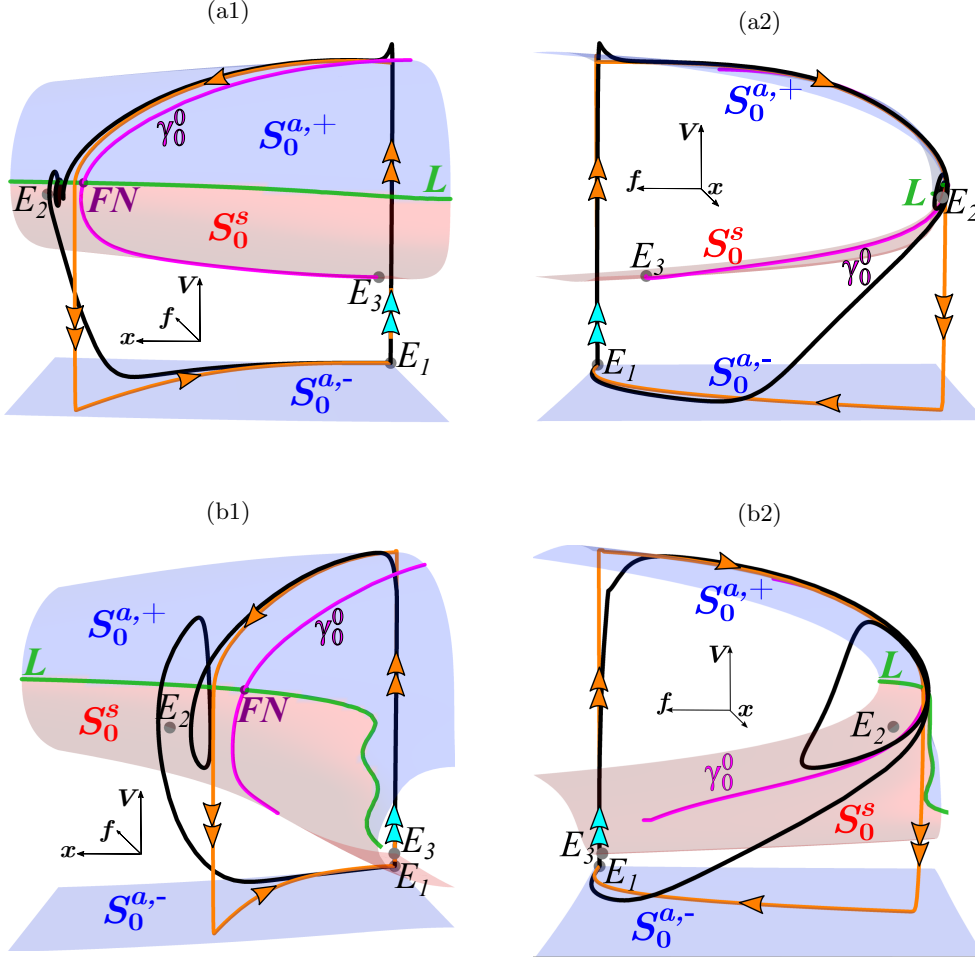 (a1)
γ₀⁰
S₀ᵃ,⁺
L
E₂
FN
S₀ˢ
E₃
V
f
x
E₁
S₀ᵃ,⁻
(a2)
S₀ᵃ,⁺
V
f
x
L
E₂
S₀ˢ
E₃
γ₀⁰
E₁
S₀ᵃ,⁻
(b1)
S₀ᵃ,⁺
γ₀⁰
L
E₂
FN
S₀ˢ
V
f
x
E₃
E₁
S₀ᵃ,⁻
(b2)
S₀ᵃ,⁺
V
L
f
x
E₂
γ₀⁰
S₀ˢ
E₃
E₁
S₀ᵃ,⁻